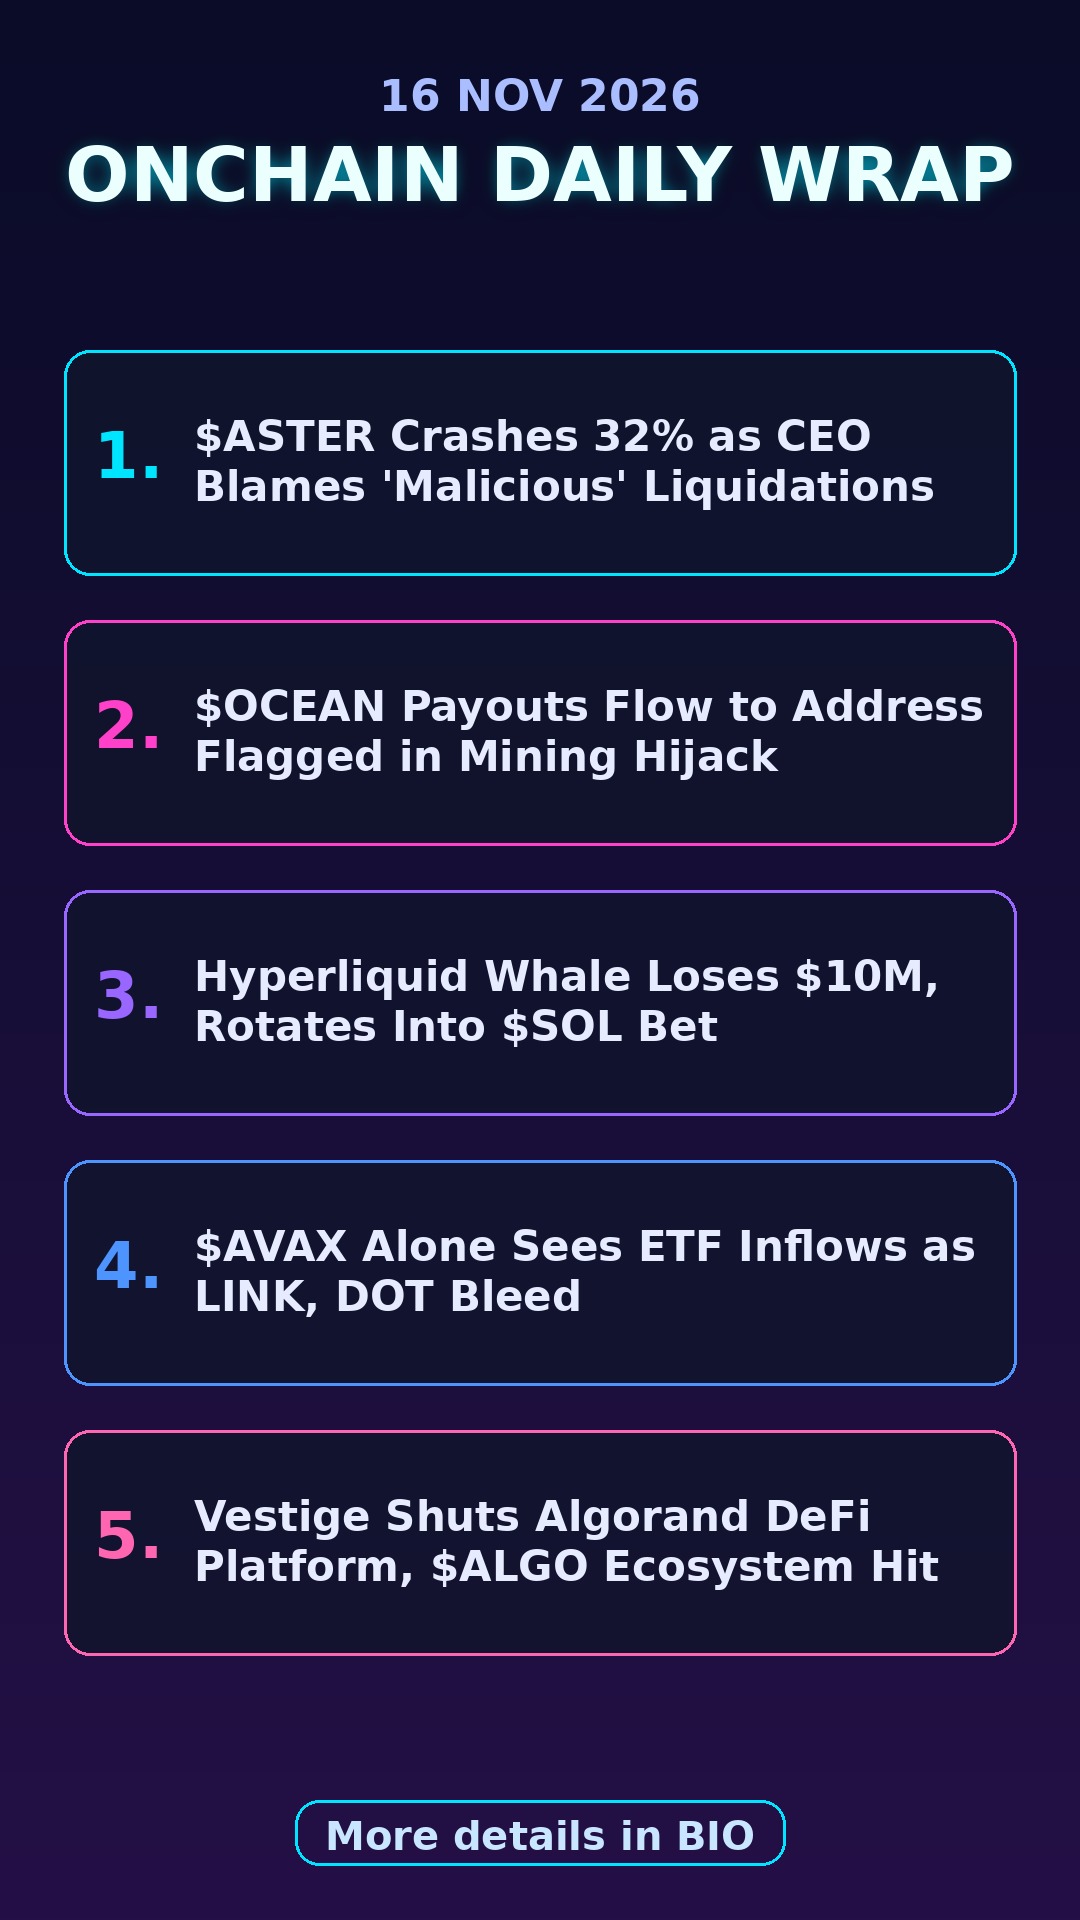 16 NOV 2026
ONCHAIN DAILY WRAP
1. $ASTER Crashes 32% as CEO
Blames 'Malicious' Liquidations
2. $OCEAN Payouts Flow to Address
Flagged in Mining Hijack
3. Hyperliquid Whale Loses $10M,
Rotates Into $SOL Bet
4. $AVAX Alone Sees ETF Inflows as
LINK, DOT Bleed
5. Vestige Shuts Algorand DeFi
Platform, $ALGO Ecosystem Hit
More details in BIO